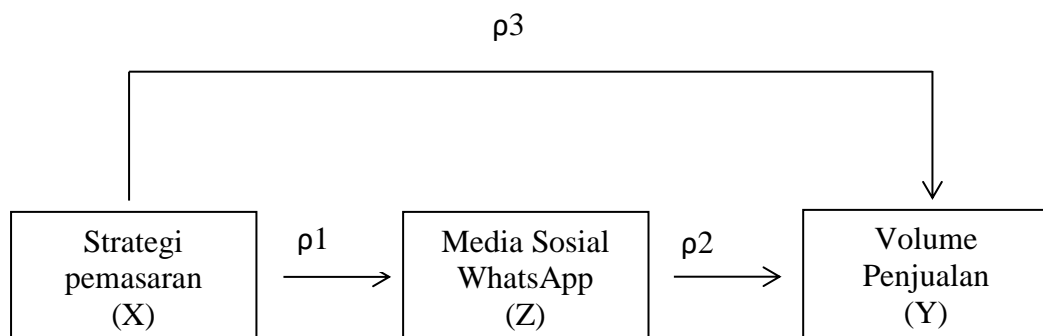 ρ3
Strategi
pemasaran
(X)
ρ1
Media Sosial
WhatsApp
(Z)
ρ2
Volume
Penjualan
(Y)